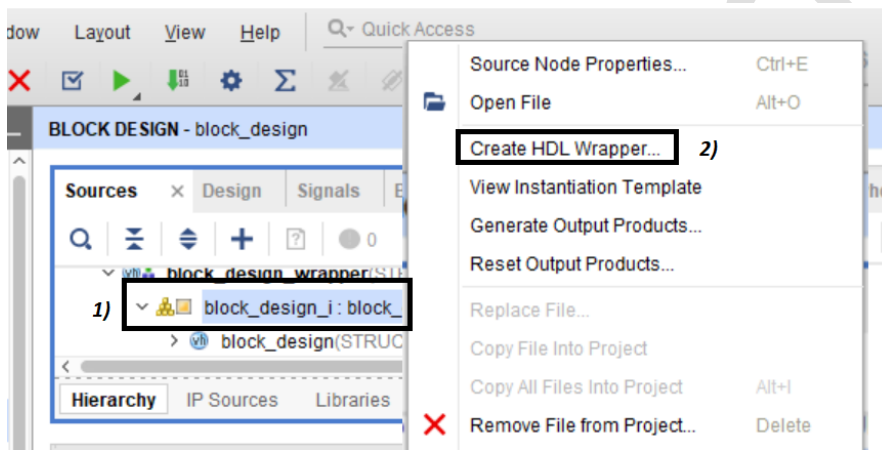 dow Layout View Help Quick Access
BLOCK DESIGN - block_design
Sources Design Signals
0
block_design_wrapper(STR
1) block_design_i : block_
block_design(STRUC
Hierarchy IP Sources Libraries
Source Node Properties... Ctrl+E
Open File Alt+O
Create HDL Wrapper... 2)
View Instantiation Template
Generate Output Products...
Reset Output Products...
Replace File...
Copy File Into Project
Copy All Files Into Project Alt+I
Remove File from Project... Delete